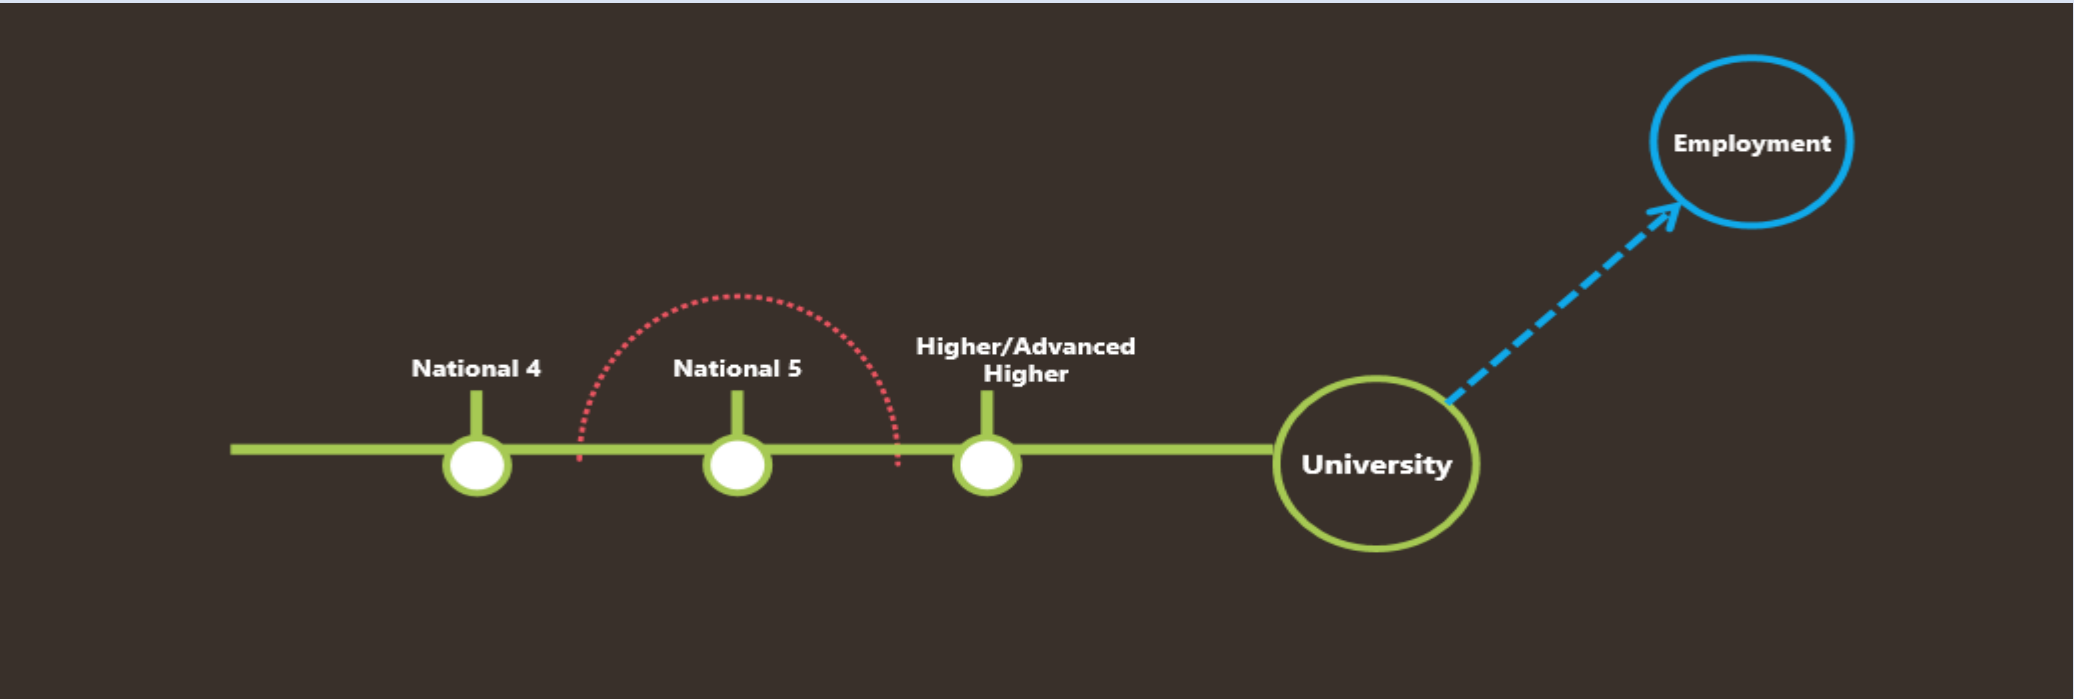 Employment
Higher/Advanced
Higher
National 4
National 5
University